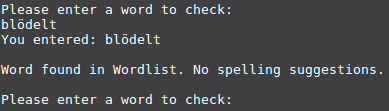 Please enter a word to check:
blödelt
You entered: blödelt
Word found in Wordlist. No spelling suggestions.
Please enter a word to check: